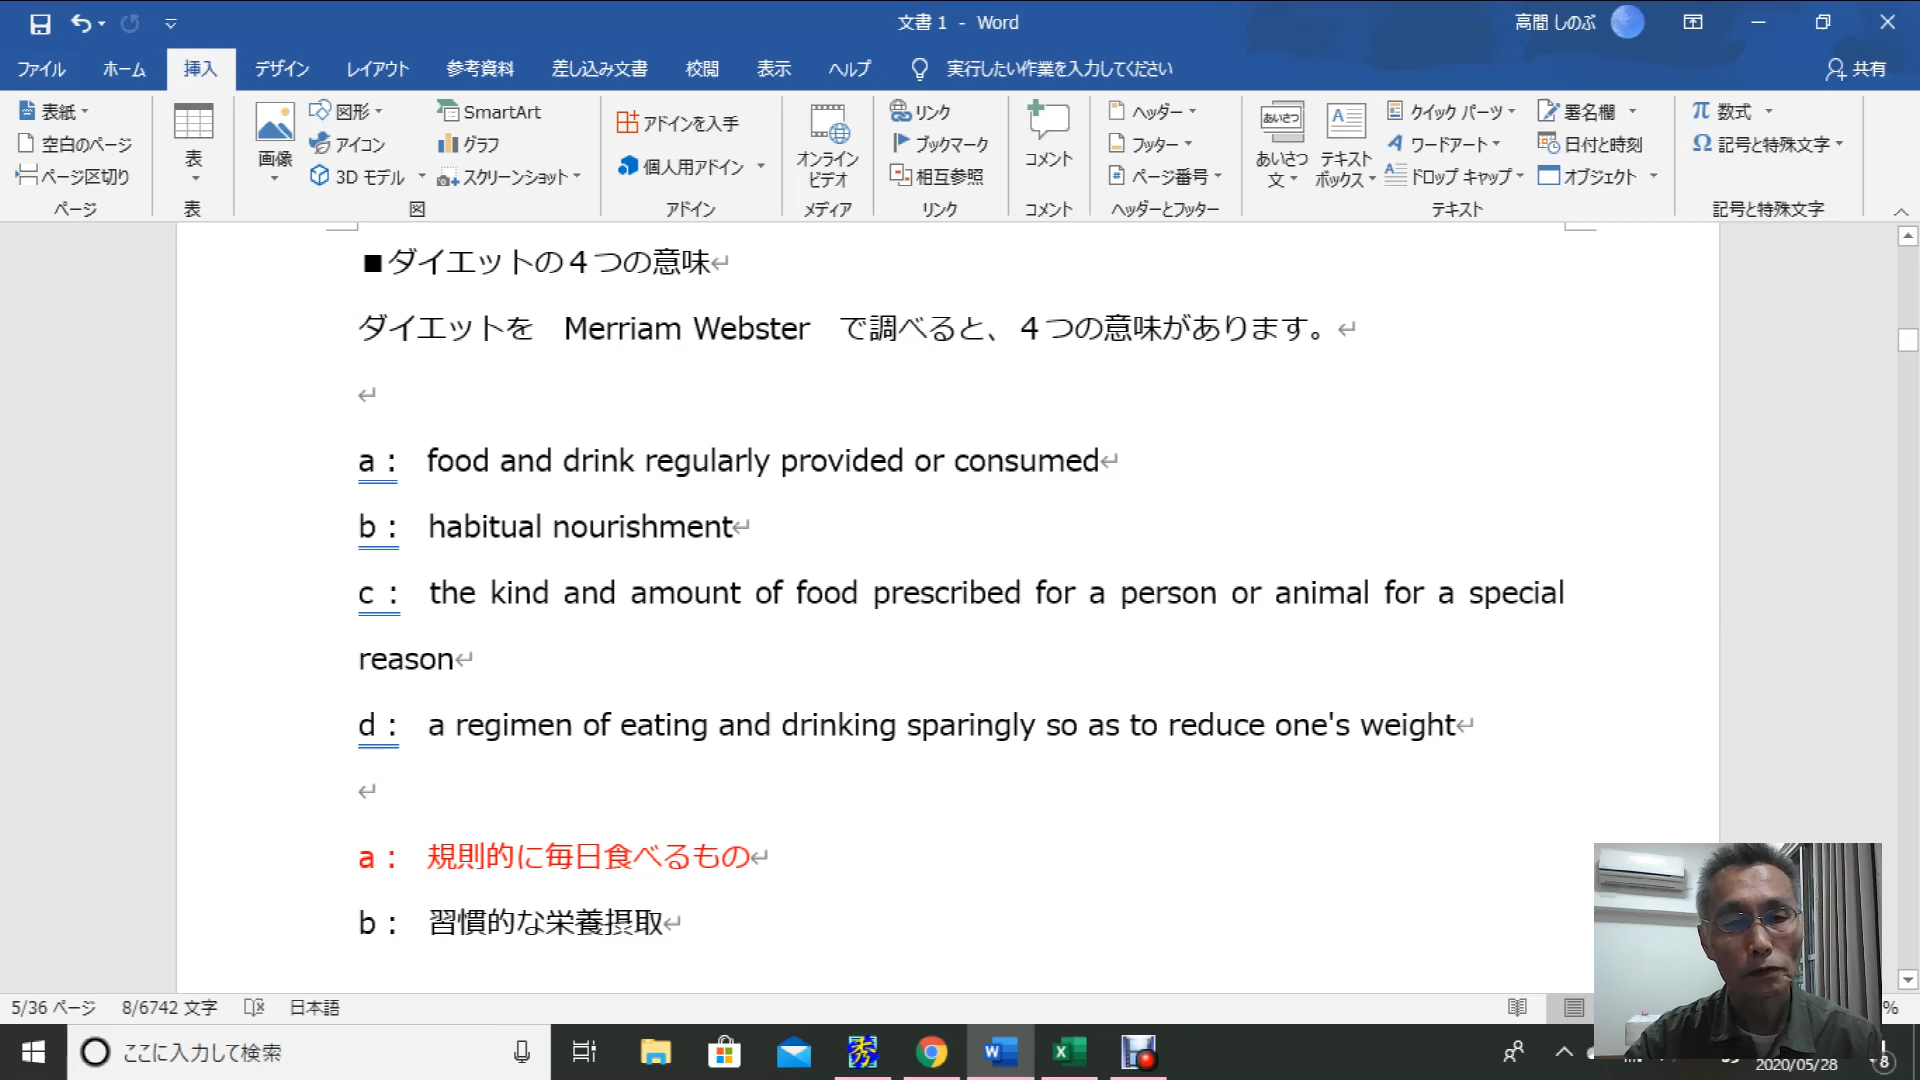 文書 1 - Word
高間 しのぶ
ファイル ホーム 挿入 デザイン レイアウト 参考資料 差し込み文書 校閲 表示 ヘルプ 実行したい作業を入力してください 共有
表紙
空白のページ
ページ区切り
ページ
表
表
画像
図形
アイコン
3D モデル
SmartArt
グラフ
スクリーンショット
図
アドインを入手
個人用アドイン
アドイン
オンライン
ビデオ
メディア
リンク
ブックマーク
相互参照
リンク
コメント
コメント
ヘッダー
フッター
ページ番号
ヘッダーとフッター
あいさつ
あいさつ
文
テキスト
ボックス
クイック パーツ
ワードアート
ドロップ キャップ
署名欄
日付と時刻
オブジェクト
テキスト
数式
記号と特殊文字
記号と特殊文字
■ダイエットの４つの意味
ダイエットを　Merriam Webster　で調べると、４つの意味があります。
a： food and drink regularly provided or consumed
b： habitual nourishment
c： the kind and amount of food prescribed for a person or animal for a special
reason
d： a regimen of eating and drinking sparingly so as to reduce one's weight
a： 規則的に毎日食べるもの
b： 習慣的な栄養摂取
5/36 ページ 8/6742 文字 日本語
%
ここに入力して検索
2020/05/28
8